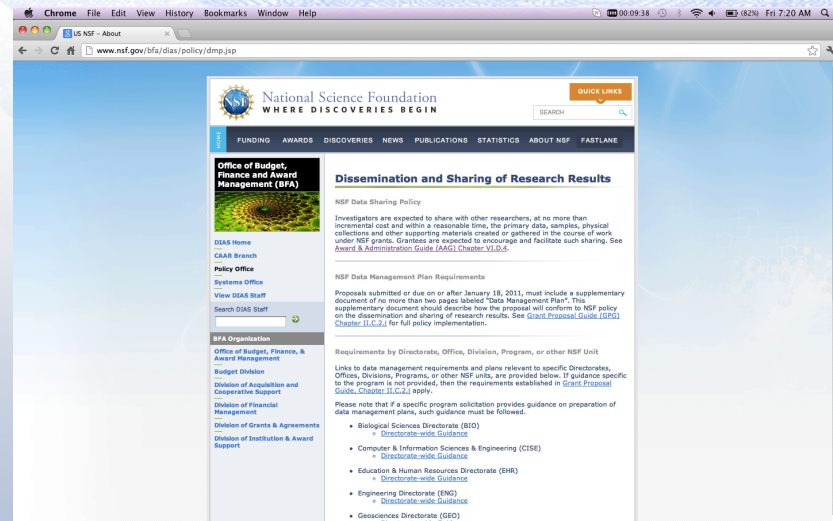 Chrome File Edit View History Bookmarks Window Help
00:09:38 (82%) Fri 7:20 AM
US NSF - About
www.nsf.gov/bfa/dias/policy/dmp.jsp
National Science Foundation
WHERE DISCOVERIES BEGIN
QUICK LINKS
SEARCH
HOME FUNDING AWARDS DISCOVERIES NEWS PUBLICATIONS STATISTICS ABOUT NSF FASTLANE
Office of Budget,
Finance and Award
Management (BFA)
DIAS Home
CAAR Branch
Policy Office
Systems Office
View DIAS Staff
Search DIAS Staff
BFA Organization
Office of Budget, Finance, &
Award Management
Budget Division
Division of Acquisition and
Cooperative Support
Division of Financial
Management
Division of Grants & Agreements
Division of Institution & Award
Support
Dissemination and Sharing of Research Results
NSF Data Sharing Policy
Investigators are expected to share with other researchers, at no more than
incremental cost and within a reasonable time, the primary data, samples, physical
collections and other supporting materials created or gathered in the course of work
under NSF grants. Grantees are expected to encourage and facilitate such sharing. See
Award & Administration Guide (AAG) Chapter VI.D.4.
NSF Data Management Plan Requirements
Proposals submitted or due on or after January 18, 2011, must include a supplementary
document of no more than two pages labeled "Data Management Plan". This
supplementary document should describe how the proposal will conform to NSF policy
on the dissemination and sharing of research results. See Grant Proposal Guide (GPG)
Chapter II.C.2.j for full policy implementation.
Requirements by Directorate, Office, Division, Program, or other NSF Unit
Links to data management requirements and plans relevant to specific Directorates,
Offices, Divisions, Programs, or other NSF units, are provided below. If guidance specific
to the program is not provided, then the requirements established in Grant Proposal
Guide, Chapter II.C.2.j apply.
Please note that if a specific program solicitation provides guidance on preparation of
data management plans, such guidance must be followed.
• Biological Sciences Directorate (BIO)
o Directorate-wide Guidance
• Computer & Information Sciences & Engineering (CISE)
o Directorate-wide Guidance
• Education & Human Resources Directorate (EHR)
o Directorate-wide Guidance
• Engineering Directorate (ENG)
o Directorate-wide Guidance
• Geosciences Directorate (GEO)